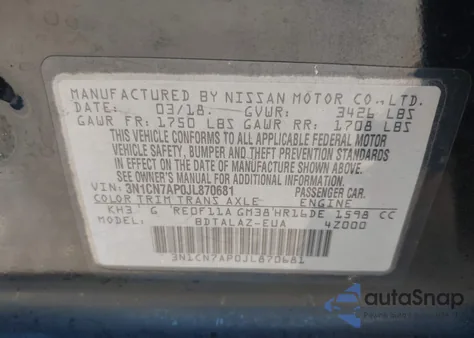 MANUFACTURED BY NISSAN MOTOR CO., LTD.
DATE: 03/18. GVWR: 3426 LBS
GAWR FR: 1750 LBS GAWR RR: 1708 LBS
THIS VEHICLE CONFORMS TO ALL APPLICABLE FEDERAL MOTOR
VEHICLE SAFETY, BUMPER AND THEFT PREVENTION STANDARDS
IN EFFECT ON THE DATE OF MANUFACTURE SHOWN ABOVE.
SEE OWNER'S MANUAL FOR FURTHER INFORMATION.
VIN: 3N1CN7AP0JL870681 PASSENGER CAR.
COLOR TRIM TRANS AXLE ENGINE
KH3 G RE0F11A GM38 HR16DE 1598 CC
MODEL: BDTALAZ-EUA 4Z000
3N1CN7AP0JL870681
autoSnap